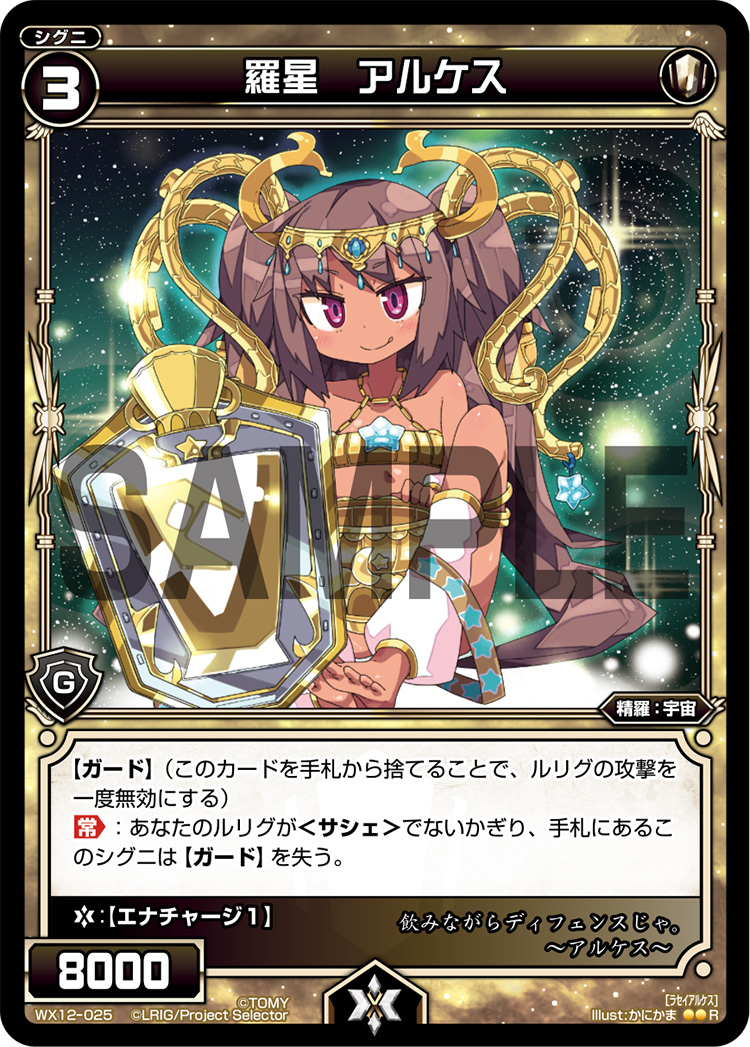 シグニ
3
羅星 アルケス
SAMPLE
G
精羅:宇宙
【ガード】(このカードを手札から捨てることで、ルリグの攻撃を
一度無効にする)
常:あなたのルリグが<サシェ>でないかぎり、手札にあるこ
のシグニは【ガード】を失う。
:【エナチャージ1】
飲みながらディフェンスじゃ。
~アルケス~
8000
©TOMY
WX12-025 ©LRIG/Project Selector
[ラセイアルケス]
Illust:かにかま R